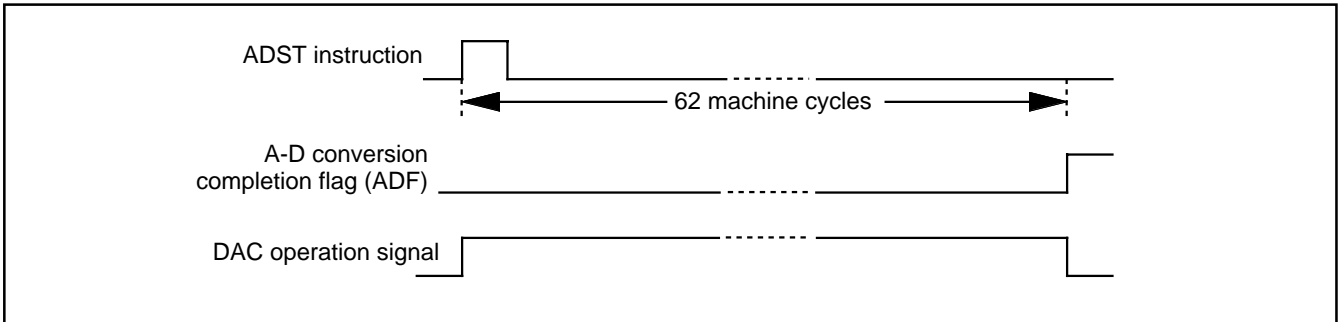 ADST instruction
62 machine cycles
A-D conversion
completion flag (ADF)
DAC operation signal